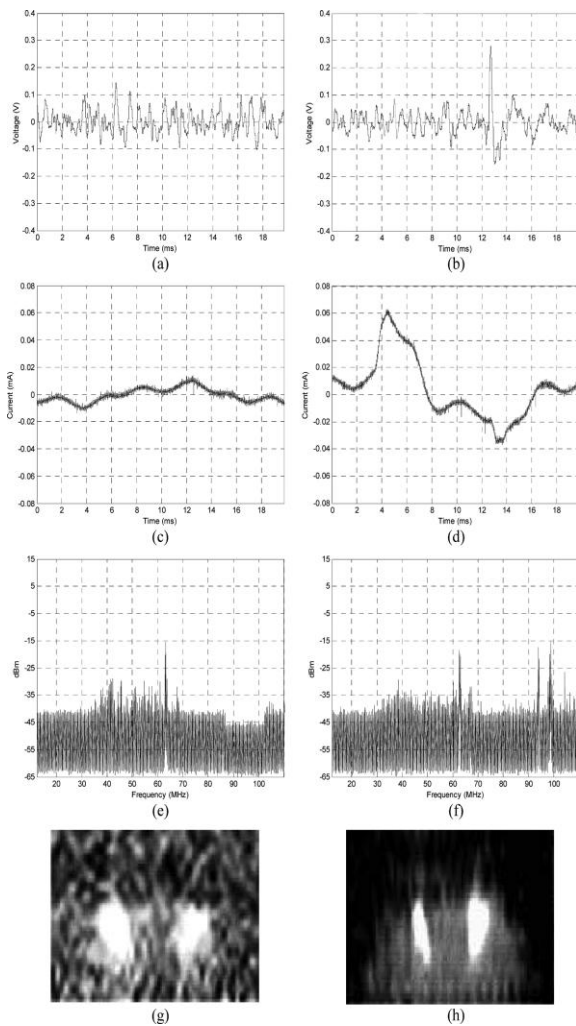 (a)
0.4
0.3
0.2
0.1
0
-0.1
-0.2
-0.3
-0.4
Voltage (V)
0 2 4 6 8 10 12 14 16 18
Time (ms)
(b)
0.4
0.3
0.2
0.1
0
-0.1
-0.2
-0.3
-0.4
Voltage (V)
0 2 4 6 8 10 12 14 16 18
Time (ms)
(a)
(b)
0.08
0.06
0.04
0.02
0
-0.02
-0.04
-0.06
-0.08
Current (mA)
0 2 4 6 8 10 12 14 16 18
Time (ms)
(c)
0.08
0.06
0.04
0.02
0
-0.02
-0.04
-0.06
-0.08
Current (mA)
0 2 4 6 8 10 12 14 16 18
Time (ms)
(d)
15
5
-5
-15
-25
-35
-45
-55
-65
dBm
20 30 40 50 60 70 80 90 100
Frequency (MHz)
(e)
15
5
-5
-15
-25
-35
-45
-55
-65
dBm
20 30 40 50 60 70 80 90 100
Frequency (MHz)
(f)
(g)
(h)